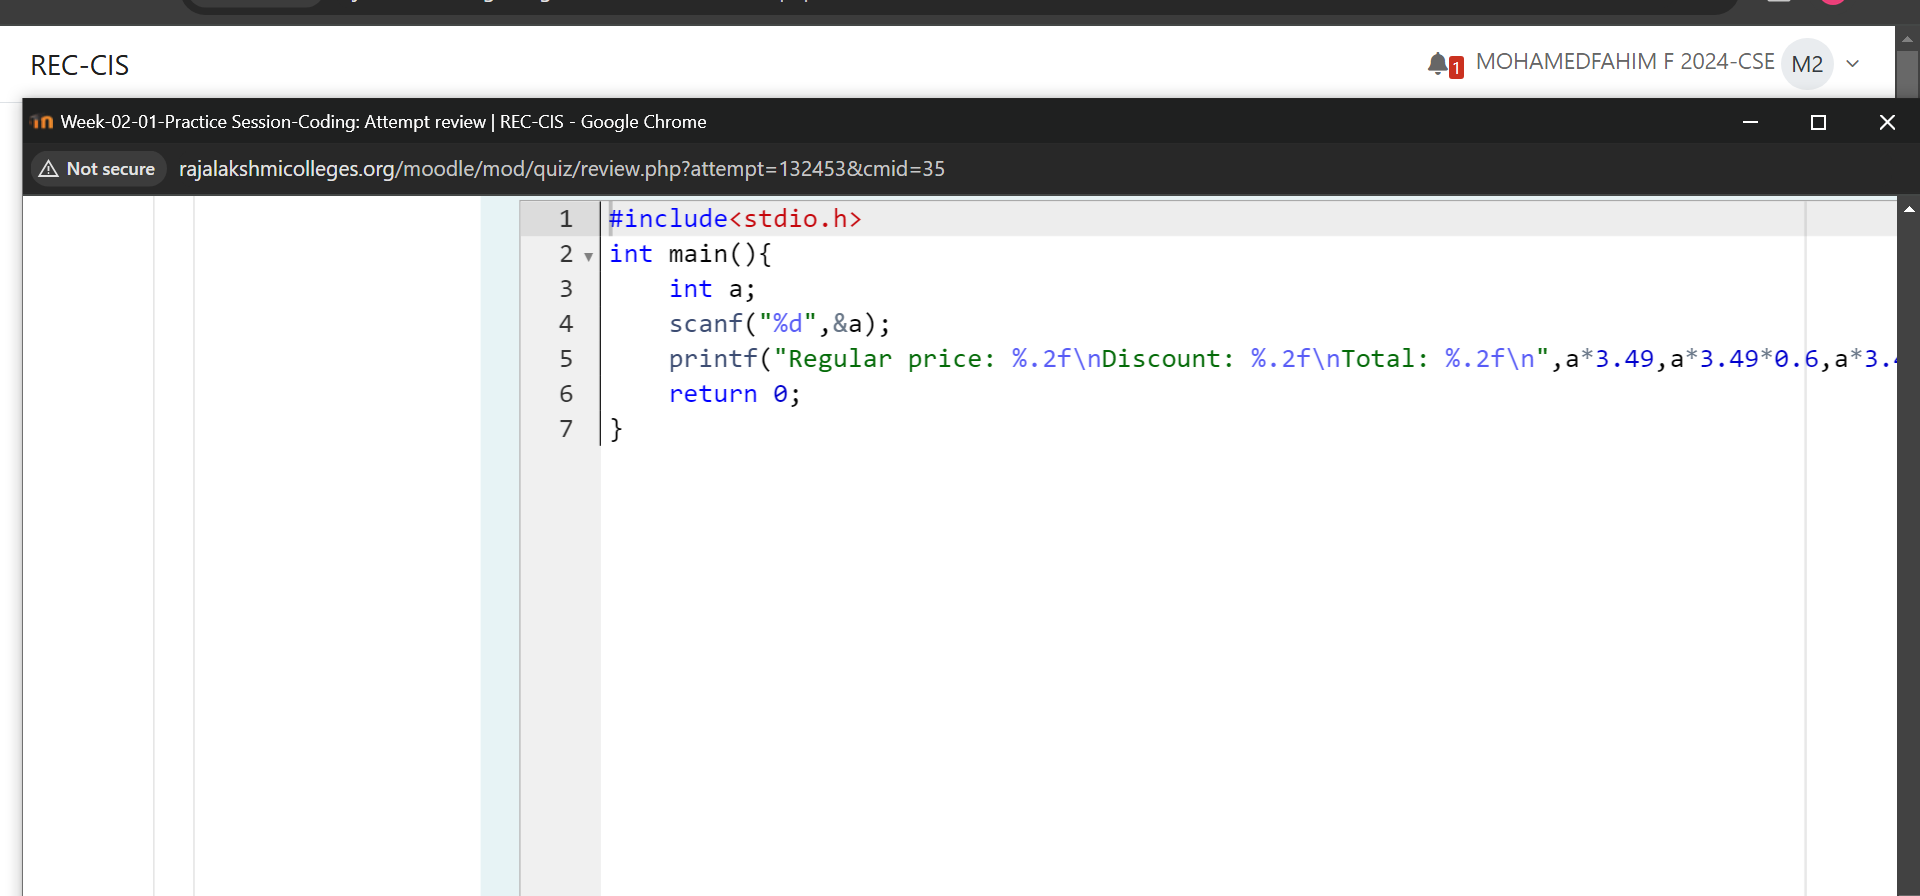 REC-CIS
1
MOHAMEDFAHIM F 2024-CSE
M2
Week-02-01-Practice Session-Coding: Attempt review | REC-CIS - Google Chrome
Not secure
rajalakshmicolleges.org/moodle/mod/quiz/review.php?attempt=132453&cmid=35
1 #include<stdio.h>
2 int main(){
3 int a;
4 scanf("%d",&a);
5 printf("Regular price: %.2f\nDiscount: %.2f\nTotal: %.2f\n",a*3.49,a*3.49*0.6,a*3.4
6 return 0;
7 }